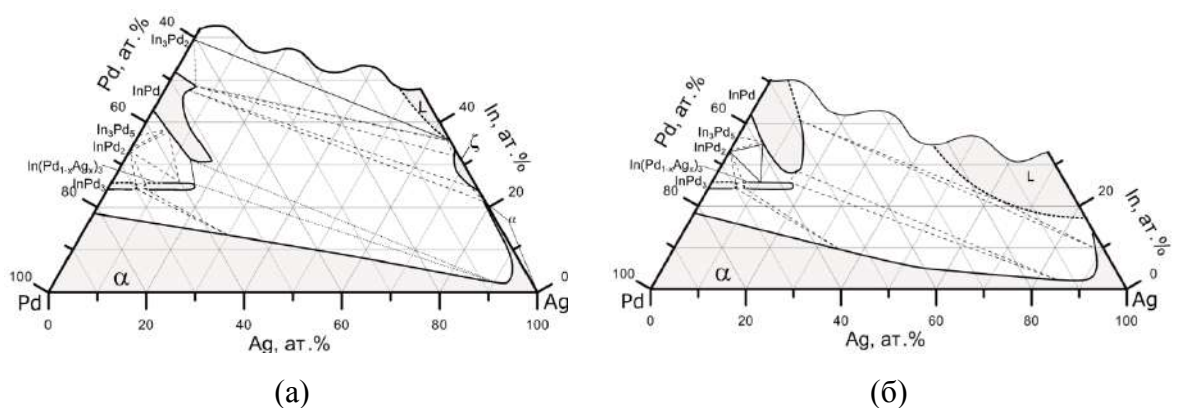 40
In₃Pd₂
Pd, ат.%
InPd
60
In₃Pd₅
InPd₂
In(Pd₁₋ₓAgₓ)₃
InPd₃
80
L
40
In, ат.%
ζ
20
α
α
100
Pd
0
Ag
0
20
40
60
80
100
Ag, ат.%
(а)
Pd, ат.%
InPd
60
In₃Pd₅
InPd₂
In(Pd₁₋ₓAgₓ)₃
InPd₃
80
L
20
In, ат.%
α
100
Pd
0
Ag
0
20
40
60
80
100
Ag, ат.%
(б)